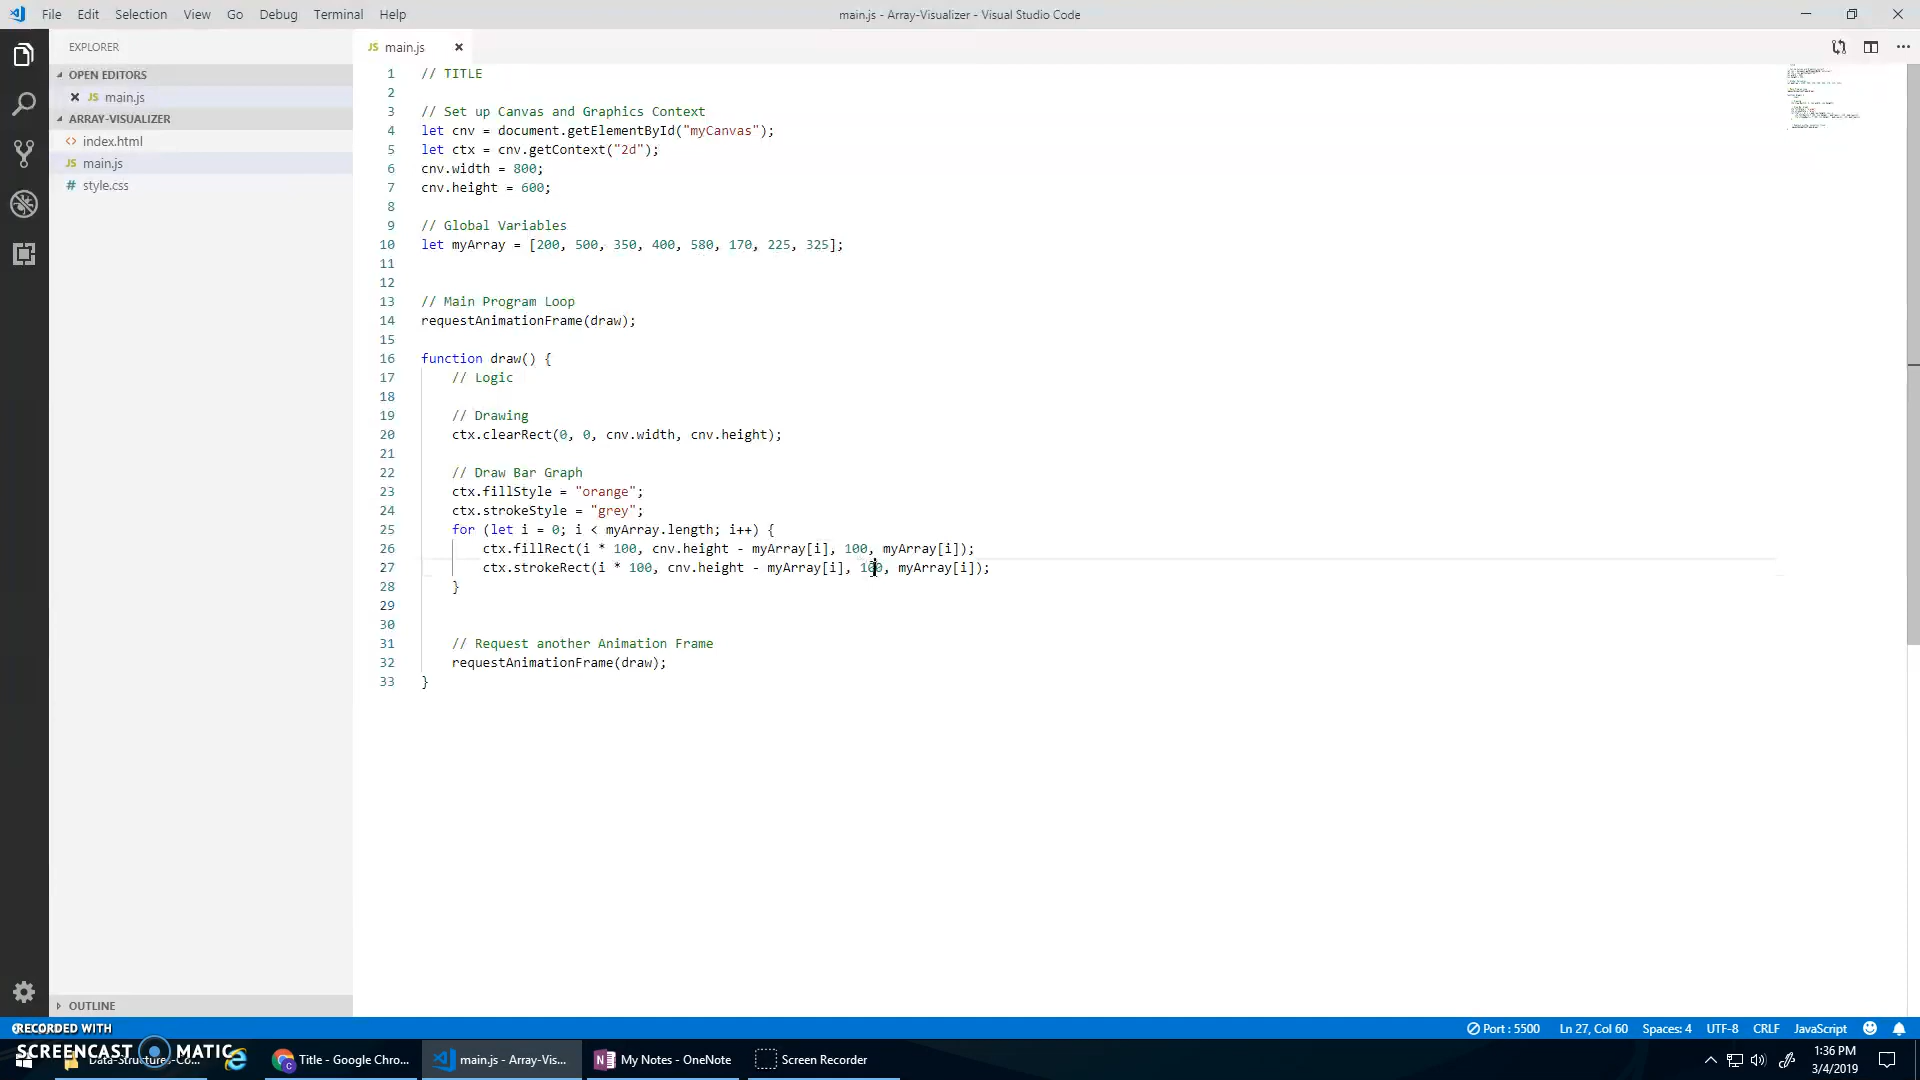 File Edit Selection View Go Debug Terminal Help
main.js - Array-Visualizer - Visual Studio Code
EXPLORER
OPEN EDITORS
JS main.js
ARRAY-VISUALIZER
<> index.html
JS main.js
# style.css
OUTLINE
JS main.js
1 // TITLE
2
3 // Set up Canvas and Graphics Context
4 let cnv = document.getElementById("myCanvas");
5 let ctx = cnv.getContext("2d");
6 cnv.width = 800;
7 cnv.height = 600;
8
9 // Global Variables
10 let myArray = [200, 500, 350, 400, 580, 170, 225, 325];
11
12
13 // Main Program Loop
14 requestAnimationFrame(draw);
15
16 function draw() {
17 // Logic
18
19 // Drawing
20 ctx.clearRect(0, 0, cnv.width, cnv.height);
21
22 // Draw Bar Graph
23 ctx.fillStyle = "orange";
24 ctx.strokeStyle = "grey";
25 for (let i = 0; i < myArray.length; i++) {
26 ctx.fillRect(i * 100, cnv.height - myArray[i], 100, myArray[i]);
27 ctx.strokeRect(i * 100, cnv.height - myArray[i], 100, myArray[i]);
28 }
29
30
31 // Request another Animation Frame
32 requestAnimationFrame(draw);
33 }
Port : 5500 Ln 27, Col 60 Spaces: 4 UTF-8 CRLF JavaScript
RECORDED WITH
SCREENCAST MATIC
Title - Google Chro...
main.js - Array-Vis...
My Notes - OneNote
Screen Recorder
1:36 PM
3/4/2019